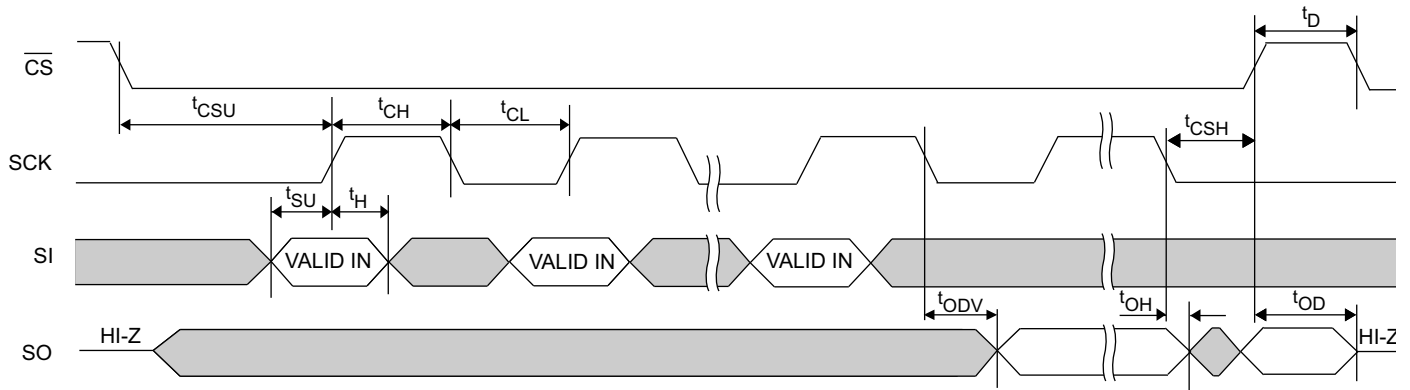 tD
CS
tCSU
tCH
tCL
tCSH
SCK
tSU
tH
SI
VALID IN
VALID IN
VALID IN
tODV
tOH
tOD
HI-Z
HI-Z
SO